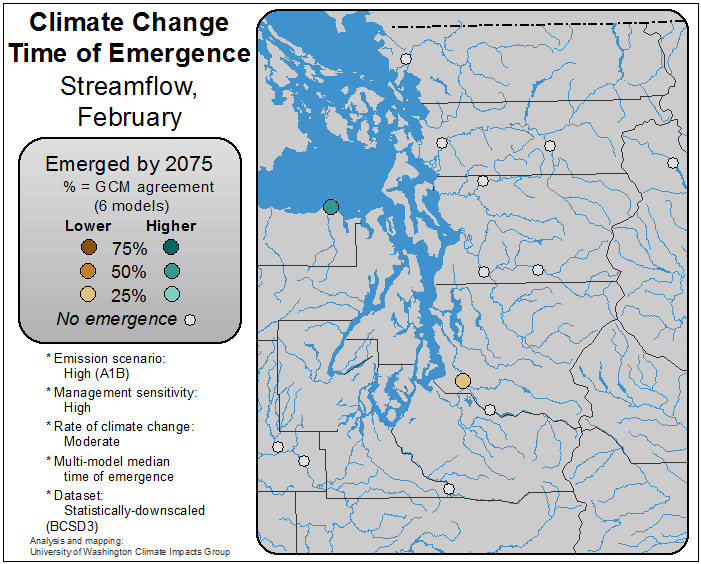 Climate Change
Time of Emergence
Streamflow,
February
Emerged by 2075
% = GCM agreement
(6 models)
Lower Higher
75%
50%
25%
No emergence
* Emission scenario:
High (A1B)
* Management sensitivity:
High
* Rate of climate change:
Moderate
* Multi-model median
time of emergence
* Dataset:
Statistically-downscaled
(BCSD3)
Analysis and mapping:
University of Washington Climate Impacts Group